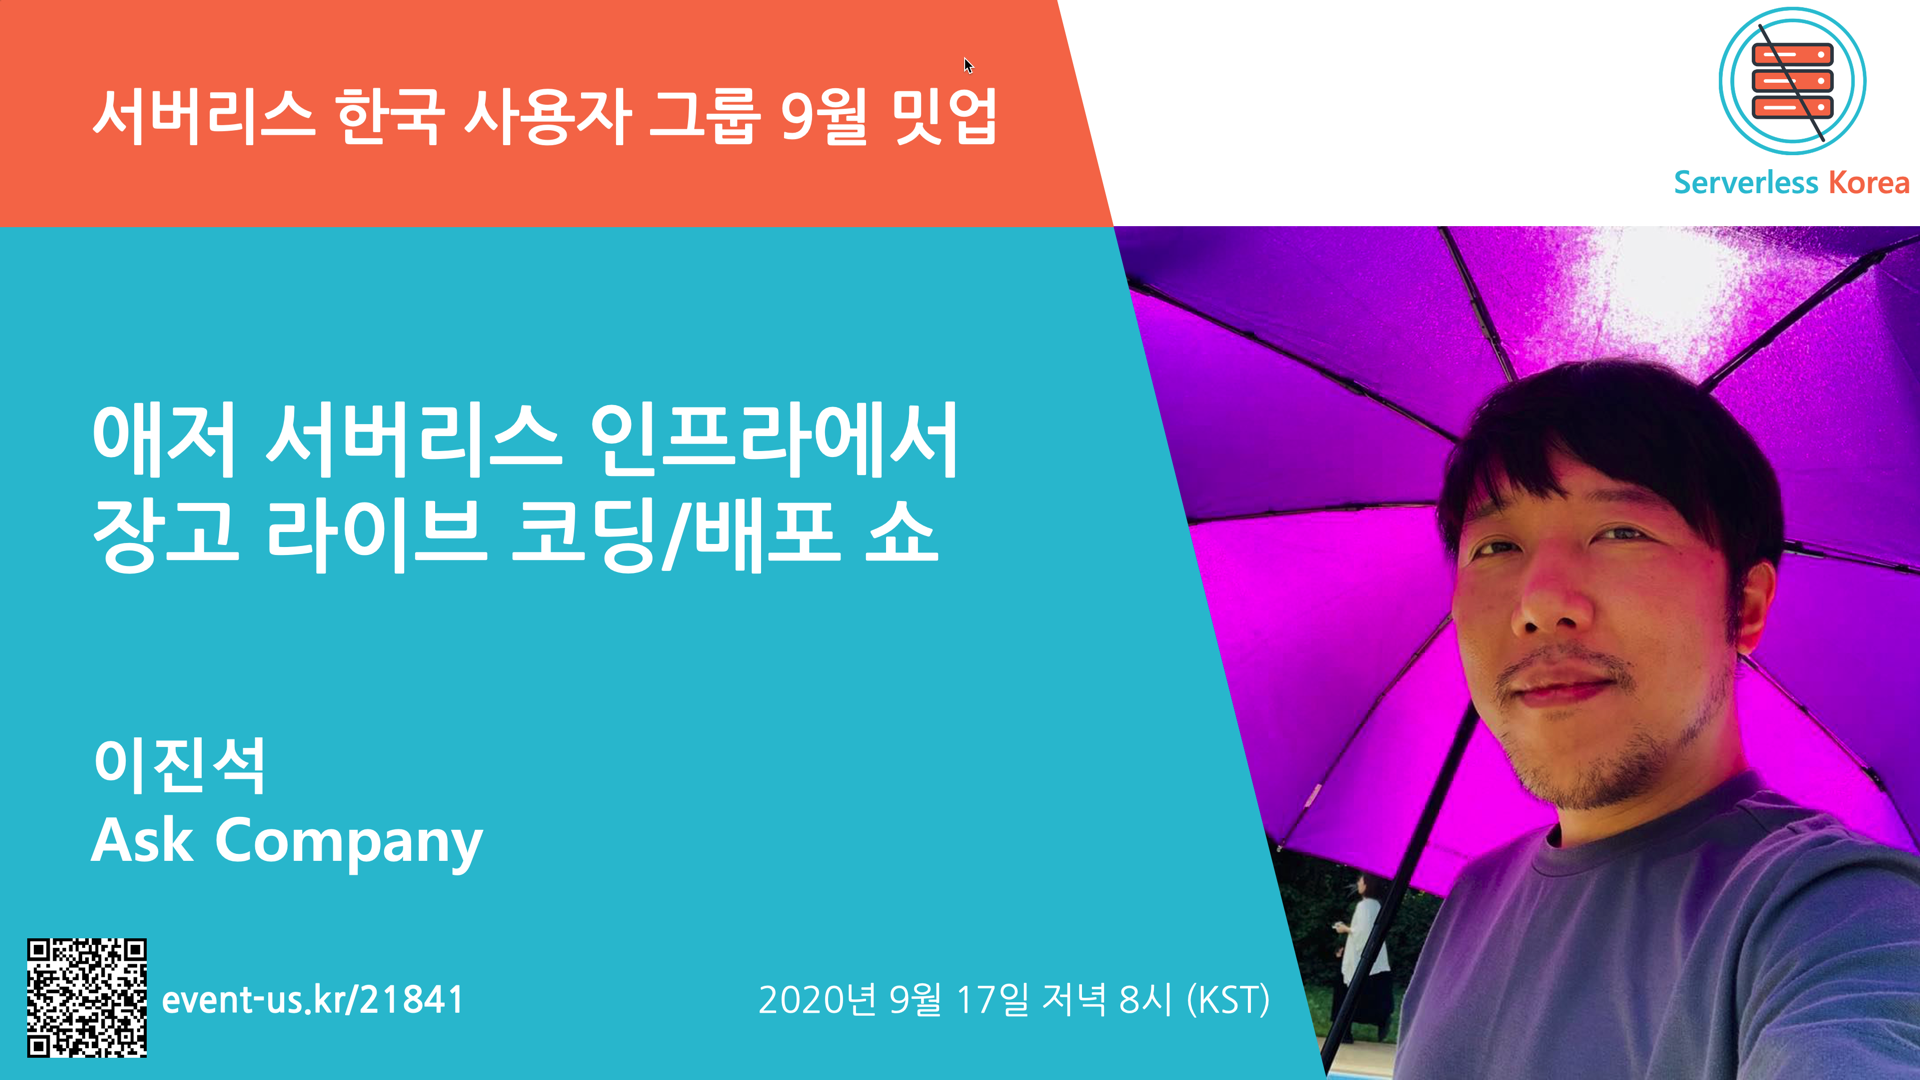 서버리스 한국 사용자 그룹 9월 밋업
Serverless Korea
애저 서버리스 인프라에서
장고 라이브 코딩/배포 쇼
이진석
Ask Company
event-us.kr/21841
2020년 9월 17일 저녁 8시 (KST)